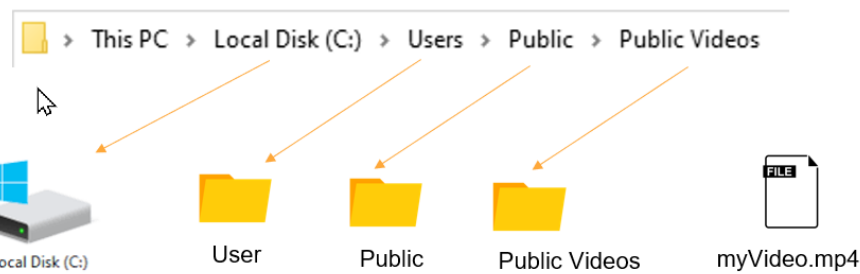 This PC > Local Disk (C:) > Users > Public > Public Videos
FILE
ocal Disk (C:)
User
Public
Public Videos
myVideo.mp4